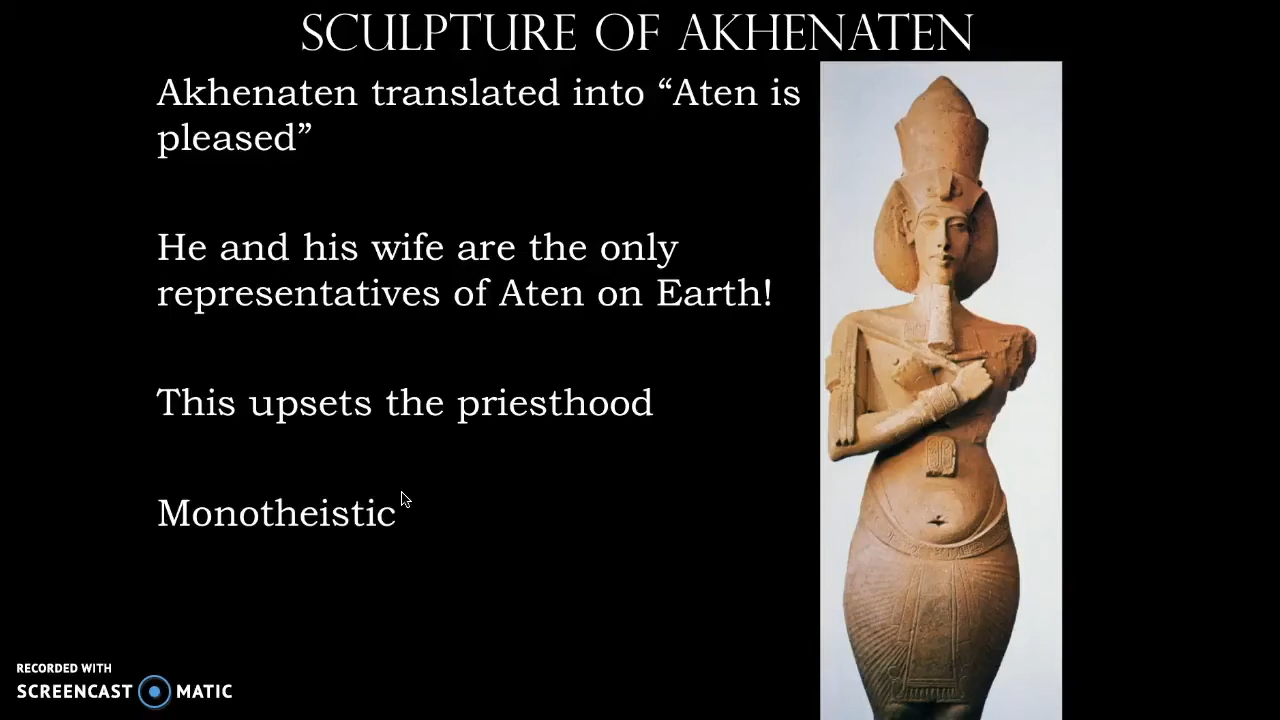 SCULPTURE OF AKHENATEN
Akhenaten translated into “Aten is
pleased”
He and his wife are the only
representatives of Aten on Earth!
This upsets the priesthood
Monotheistic
RECORDED WITH
SCREENCAST MATIC